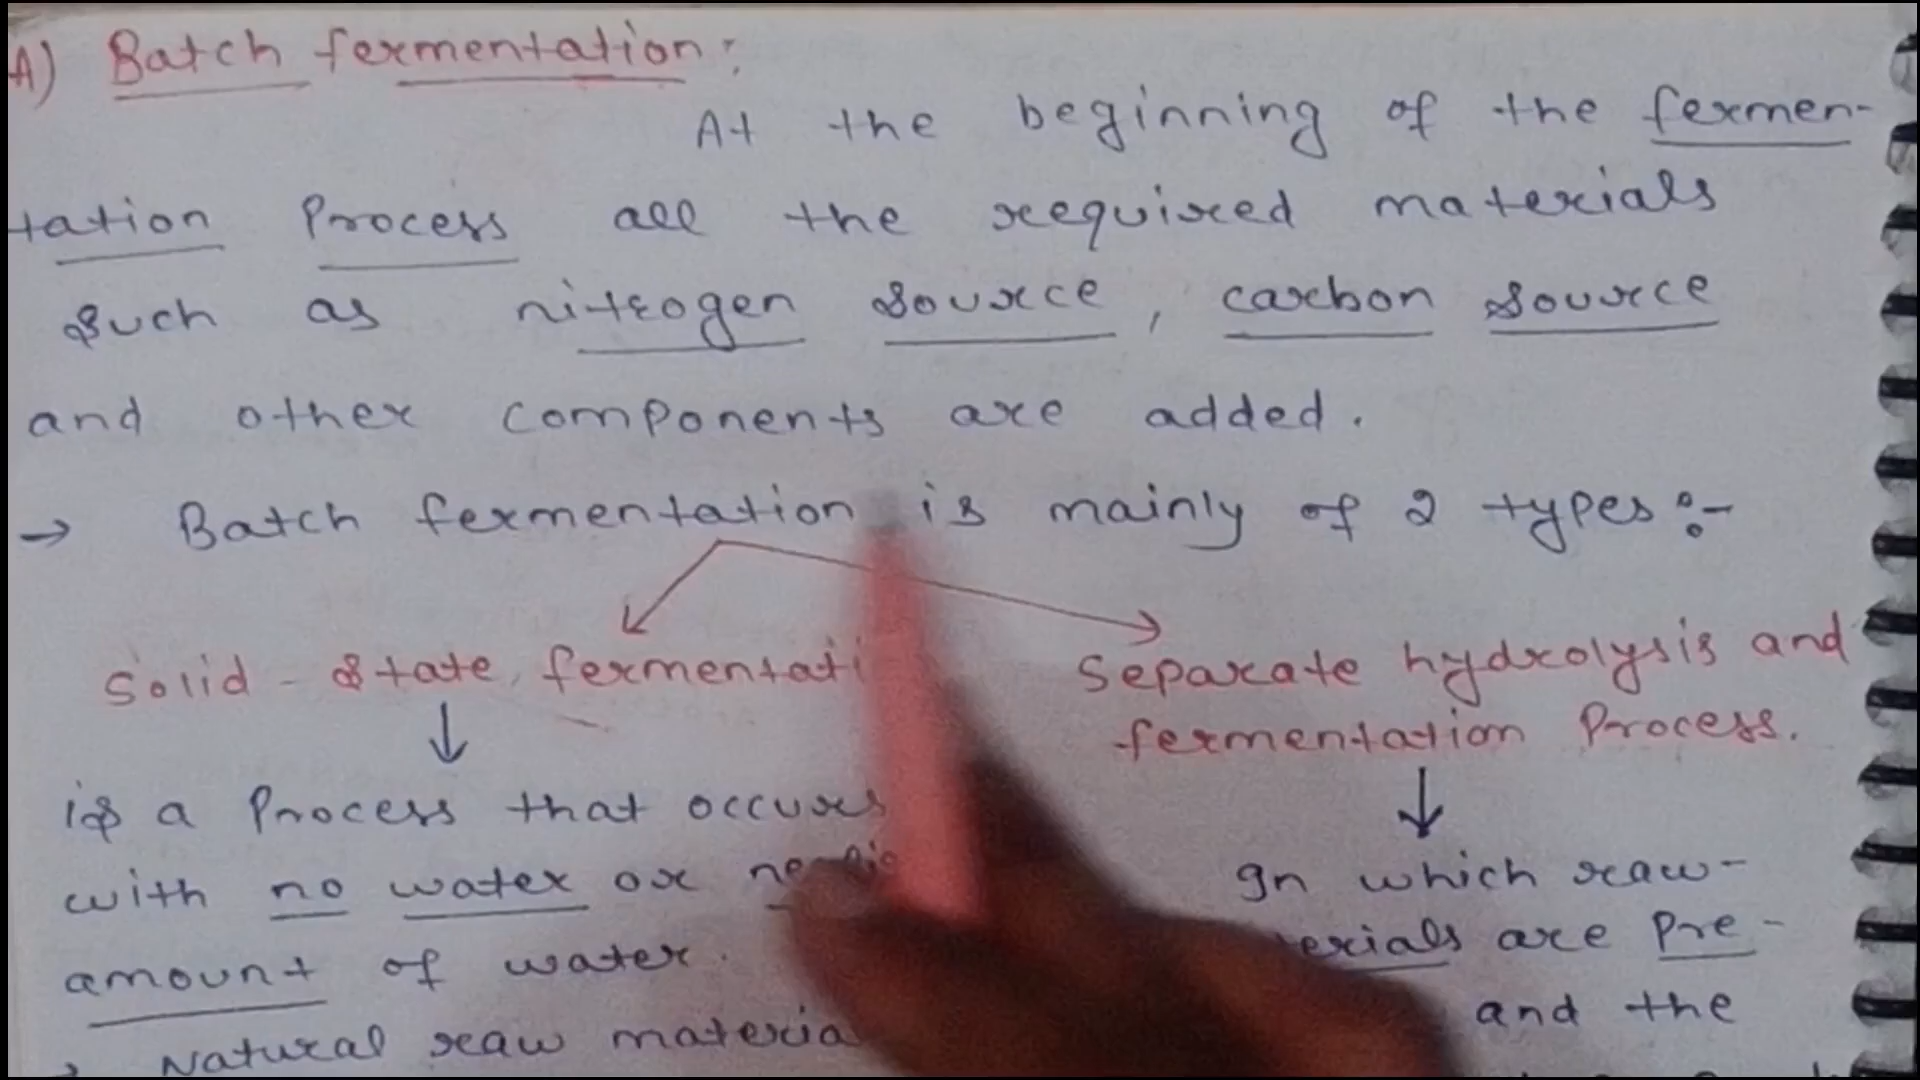 A) Batch fermentation:
At the beginning of the fermen-
tation Process all the required materials
such as nitrogen source, carbon source
and other components are added.
→ Batch fermentation is mainly of 2 types:-
Solid - state fermentati
Separate hydrolysis and
fermentation Process.
↓
↓
is a Process that occurs
with no water or
amount of water.
Natural raw materia
In which raw-
erials are Pre-
and the